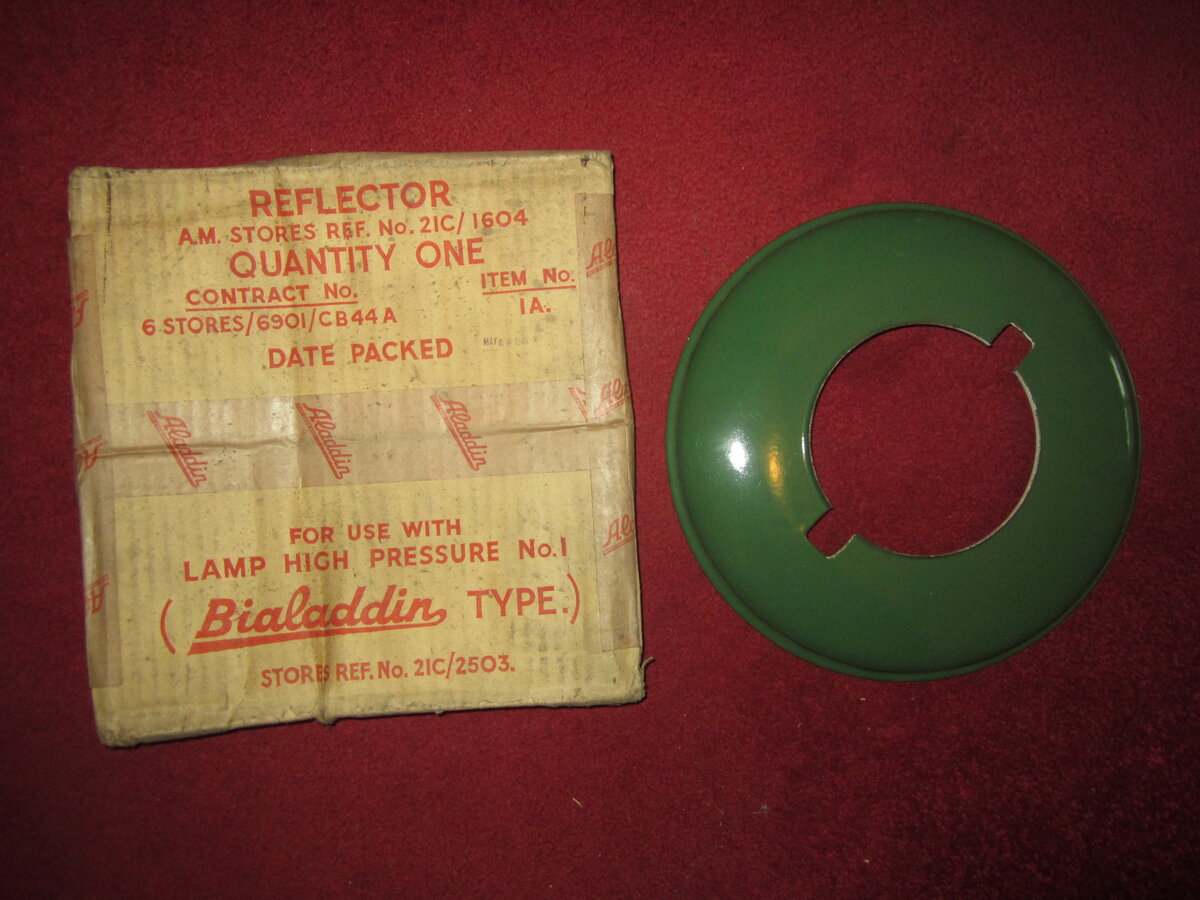 REFLECTOR
A.M. STORES REF. No. 21C/1604
QUANTITY ONE
CONTRACT No. ITEM No.
6 STORES/6901/CB44A 1A.
DATE PACKED MAY
Aladdin Aladdin Aladdin
FOR USE WITH
LAMP HIGH PRESSURE No.1
(Bialaddin TYPE.)
STORES REF. No. 21C/2503.